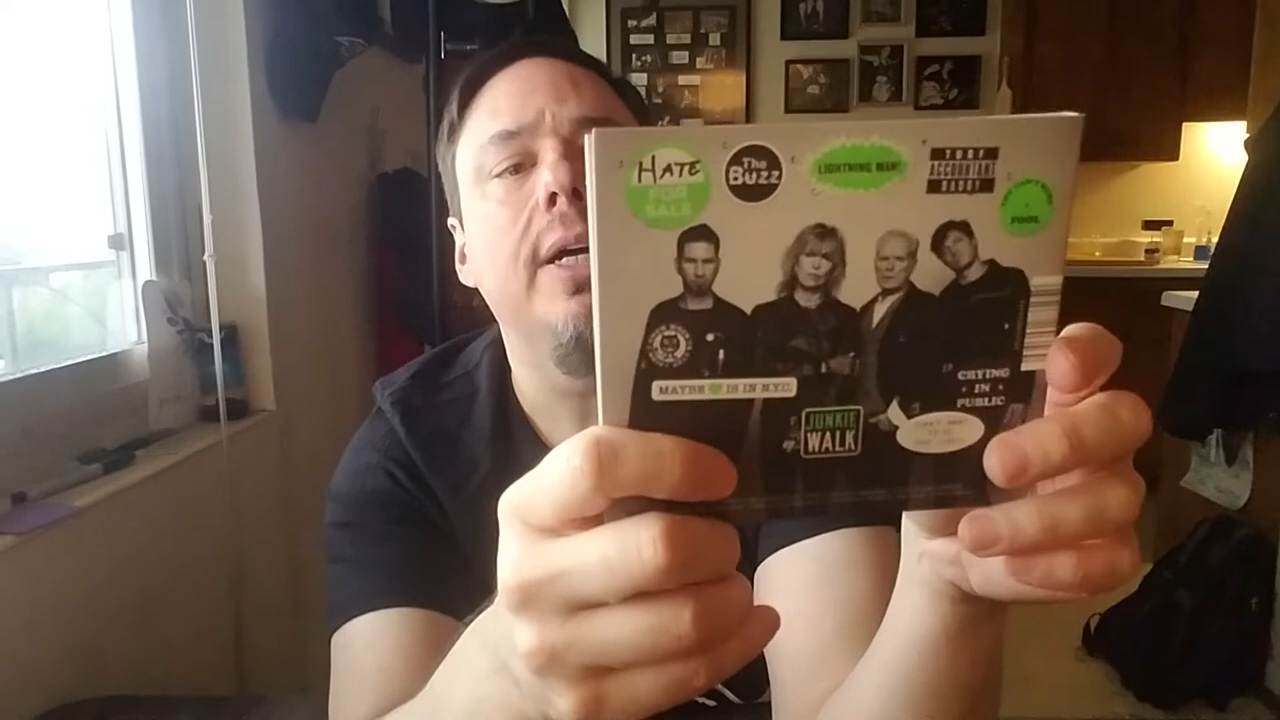 HATE
FOR
SALE
The
Buzz
LIGHTNING MAN
TURF
ACCOUNTANT
DADDY
FOOL
MAYBE
IS IN N.Y.C.
JUNKIE
WALK
CRYING
IN
PUBLIC